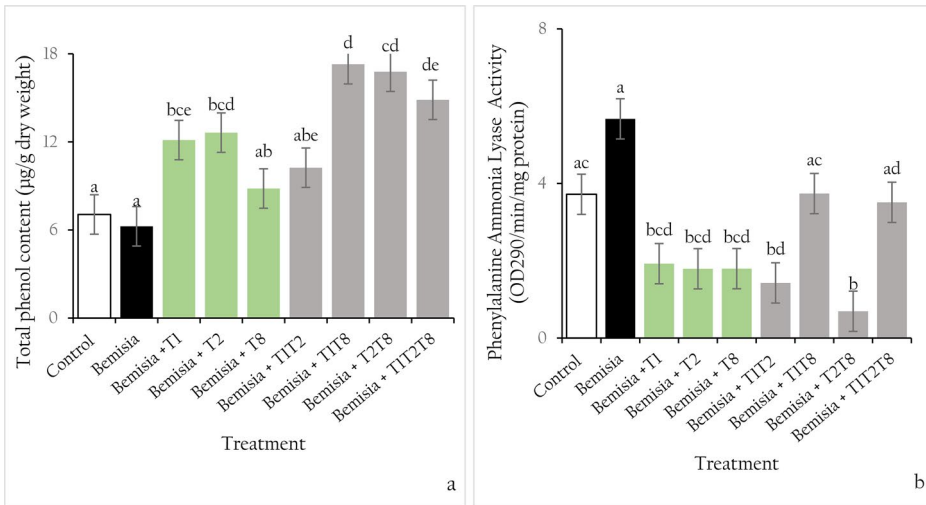 Total phenol content (µg/g dry weight)
18
12
6
0
a
a
bce
bcd
ab
abe
d
cd
de
Control
Bemisia
Bemisia +T1
Bemisia + T2
Bemisia + T8
Bemisia + T1T2
Bemisia + T1T8
Bemisia + T2T8
Bemisia + T1T2T8
Treatment
a
Phenylalanine Ammonia Lyase Activity
(OD290/min/mg protein)
8
4
0
ac
a
bcd
bcd
bcd
bd
ac
b
ad
Control
Bemisia
Bemisia + T1
Bemisia + T2
Bemisia + T8
Bemisia + T1T2
Bemisia + T1T8
Bemisia + T2T8
Bemisia + T1T2T8
Treatment
b